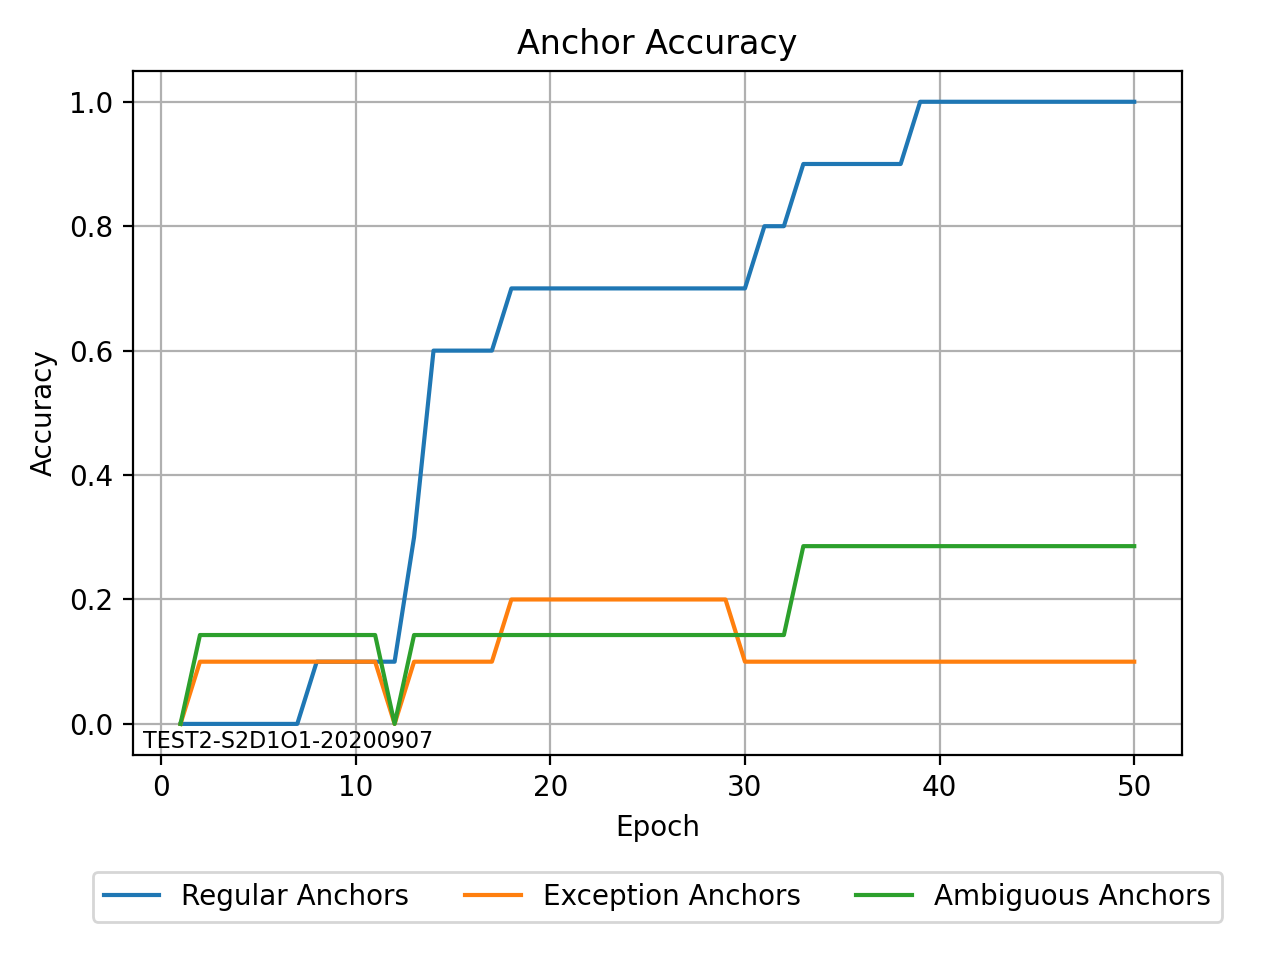 Anchor Accuracy
1.0
0.8
0.6
0.4
0.2
0.0
Accuracy
TEST2-S2D1O1-20200907
0 10 20 30 40 50
Epoch
Regular Anchors Exception Anchors Ambiguous Anchors